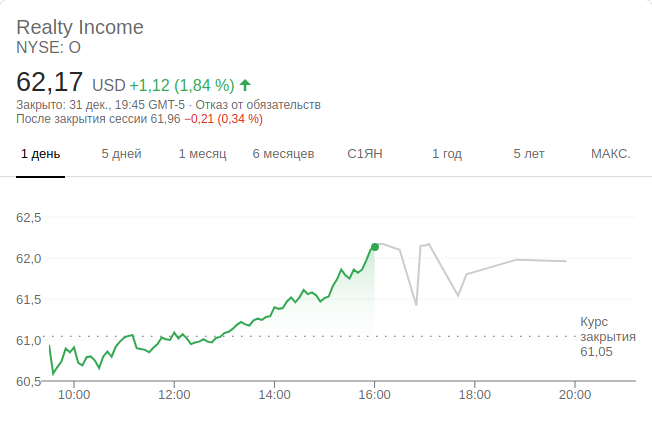 Realty Income
NYSE: O
62,17 USD +1,12 (1,84 %)
Закрыто: 31 дек., 19:45 GMT-5 · Отказ от обязательств
После закрытия сессии 61,96 −0,21 (0,34 %)
1 день 5 дней 1 месяц 6 месяцев С1ЯН 1 год 5 лет МАКС.
62,5
62,0
61,5
61,0
60,5
Курс
закрытия
61,05
10:00 12:00 14:00 16:00 18:00 20:00